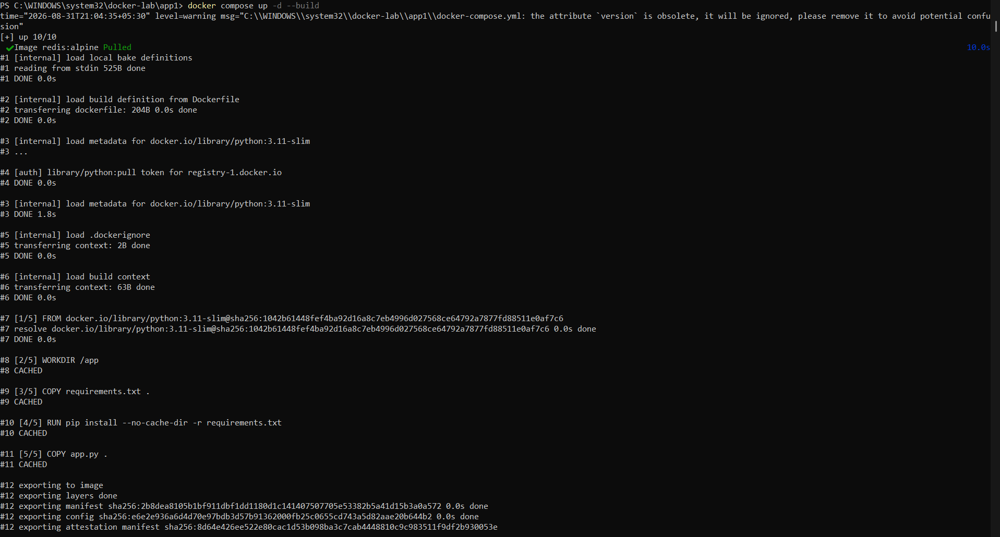 PS C:\WINDOWS\system32\docker-lab\app1> docker compose up -d --build
time="2026-08-31T21:04:35+05:30" level=warning msg="C:\\WINDOWS\\system32\\docker-lab\\app1\\docker-compose.yml: the attribute `version` is obsolete, it will be ignored, please remove it to avoid potential confu
sion"
[+] up 10/10
✔Image redis:alpine Pulled 10.0s
#1 [internal] load local bake definitions
#1 reading from stdin 525B done
#1 DONE 0.0s
#2 [internal] load build definition from Dockerfile
#2 transferring dockerfile: 204B 0.0s done
#2 DONE 0.0s
#3 [internal] load metadata for docker.io/library/python:3.11-slim
#3 ...
#4 [auth] library/python:pull token for registry-1.docker.io
#4 DONE 0.0s
#3 [internal] load metadata for docker.io/library/python:3.11-slim
#3 DONE 1.8s
#5 [internal] load .dockerignore
#5 transferring context: 2B done
#5 DONE 0.0s
#6 [internal] load build context
#6 transferring context: 63B done
#6 DONE 0.0s
#7 [1/5] FROM docker.io/library/python:3.11-slim@sha256:1042b61448fef4ba92d16a8c7eb4996d027568ce64792a7877fd88511e0af7c6
#7 resolve docker.io/library/python:3.11-slim@sha256:1042b61448fef4ba92d16a8c7eb4996d027568ce64792a7877fd88511e0af7c6 0.0s done
#7 DONE 0.0s
#8 [2/5] WORKDIR /app
#8 CACHED
#9 [3/5] COPY requirements.txt .
#9 CACHED
#10 [4/5] RUN pip install --no-cache-dir -r requirements.txt
#10 CACHED
#11 [5/5] COPY app.py .
#11 CACHED
#12 exporting to image
#12 exporting layers done
#12 exporting manifest sha256:2b8dea8105b1bf911dbf1dd1180d1c141407507705e53382b5a41d15b3a0a572 0.0s done
#12 exporting config sha256:e6e2e936a6d4d70e97bdb3d57b91362000fb25c0655cd743a5d82aae20b644b2 0.0s done
#12 exporting attestation manifest sha256:8d64e426ee522e80cac1d53b098ba3c7cab4448810c9c983511f9df2b930053e